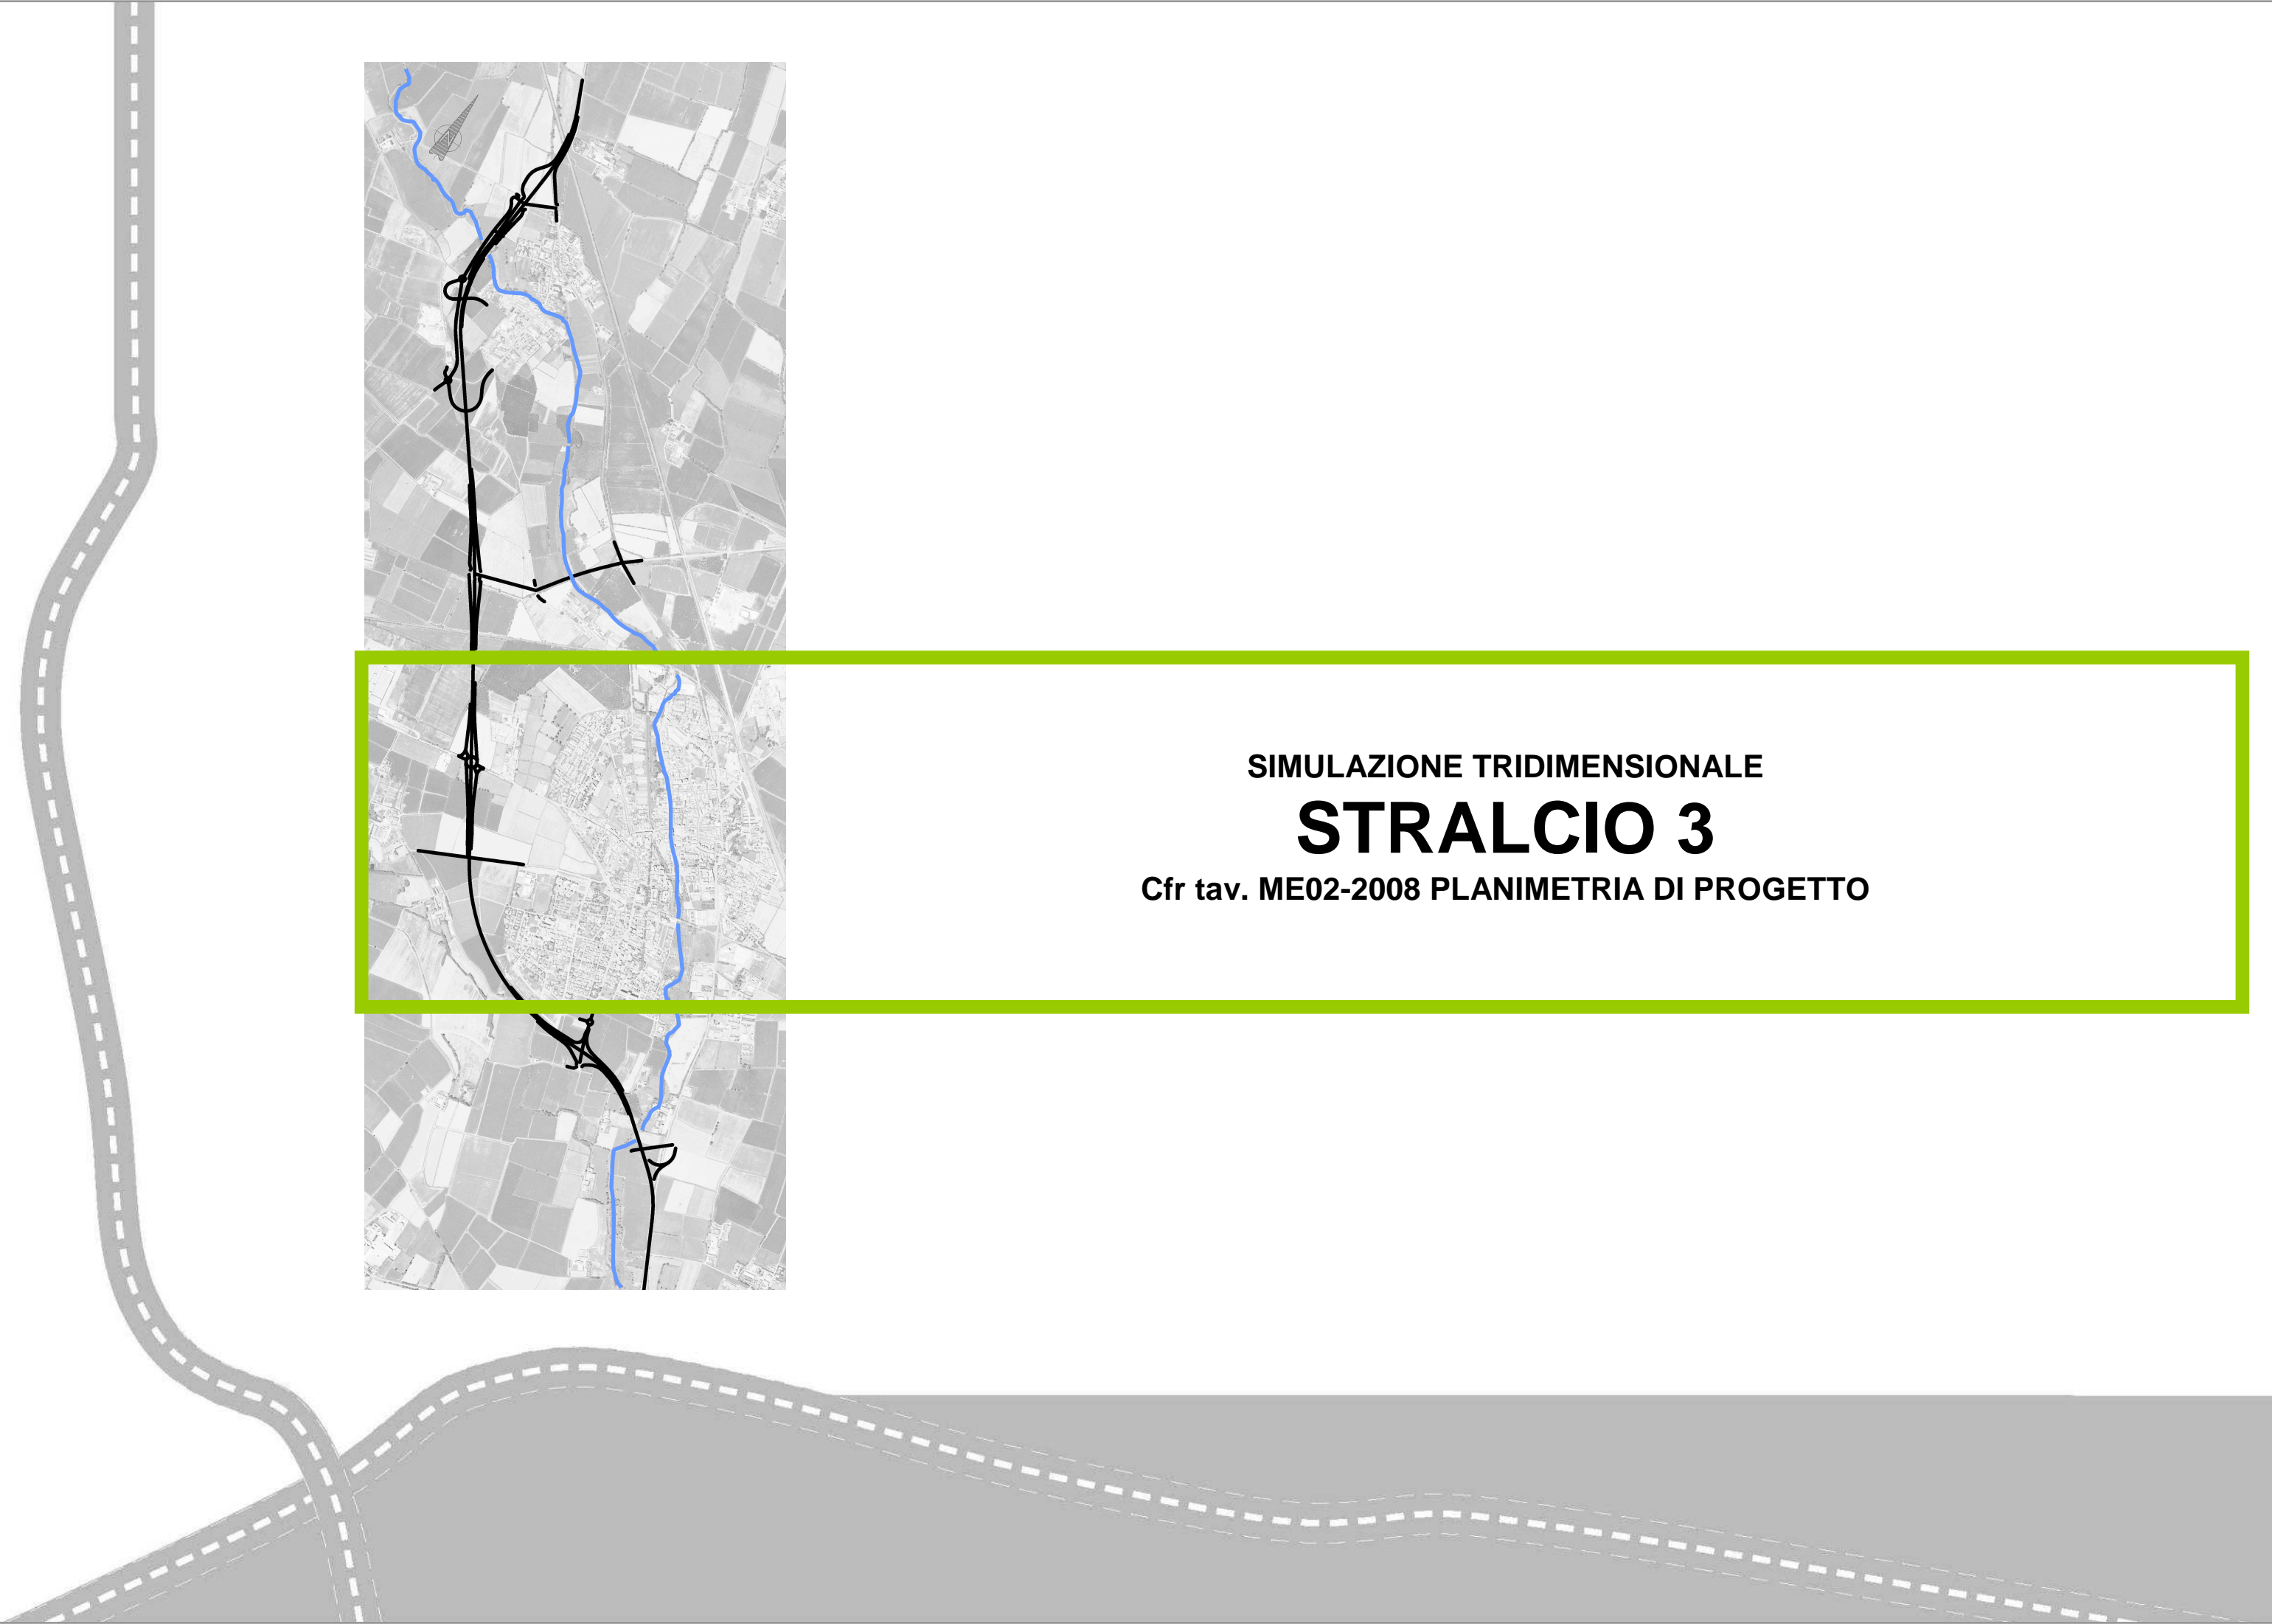 SIMULAZIONE TRIDIMENSIONALE
STRALCIO 3
Cfr tav. ME02-2008 PLANIMETRIA DI PROGETTO